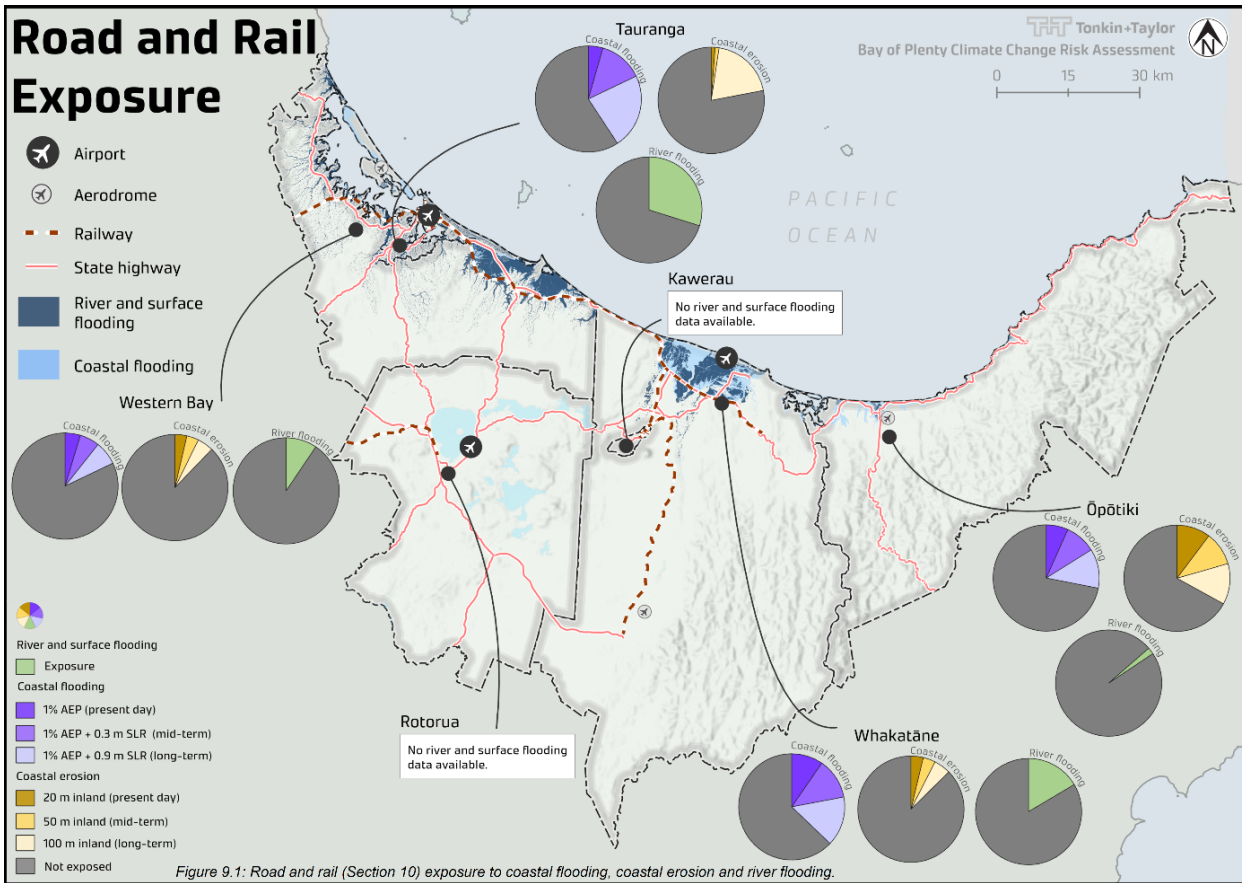 Road and Rail
Exposure
Airport
Aerodrome
Railway
State highway
River and surface
flooding
Coastal flooding
Tonkin+Taylor
Bay of Plenty Climate Change Risk Assessment
N
0 15 30 km
Tauranga
Coastal flooding
Coastal erosion
River flooding
PACIFIC
OCEAN
Kawerau
No river and surface flooding
data available.
Western Bay
Coastal flooding
Coastal erosion
River flooding
Ōpōtiki
Coastal flooding
Coastal erosion
River flooding
Rotorua
No river and surface flooding
data available.
Whakatāne
Coastal flooding
Coastal erosion
River flooding
River and surface flooding
Exposure
Coastal flooding
1% AEP (present day)
1% AEP + 0.3 m SLR (mid-term)
1% AEP + 0.9 m SLR (long-term)
Coastal erosion
20 m inland (present day)
50 m inland (mid-term)
100 m inland (long-term)
Not exposed
Figure 9.1: Road and rail (Section 10) exposure to coastal flooding, coastal erosion and river flooding.